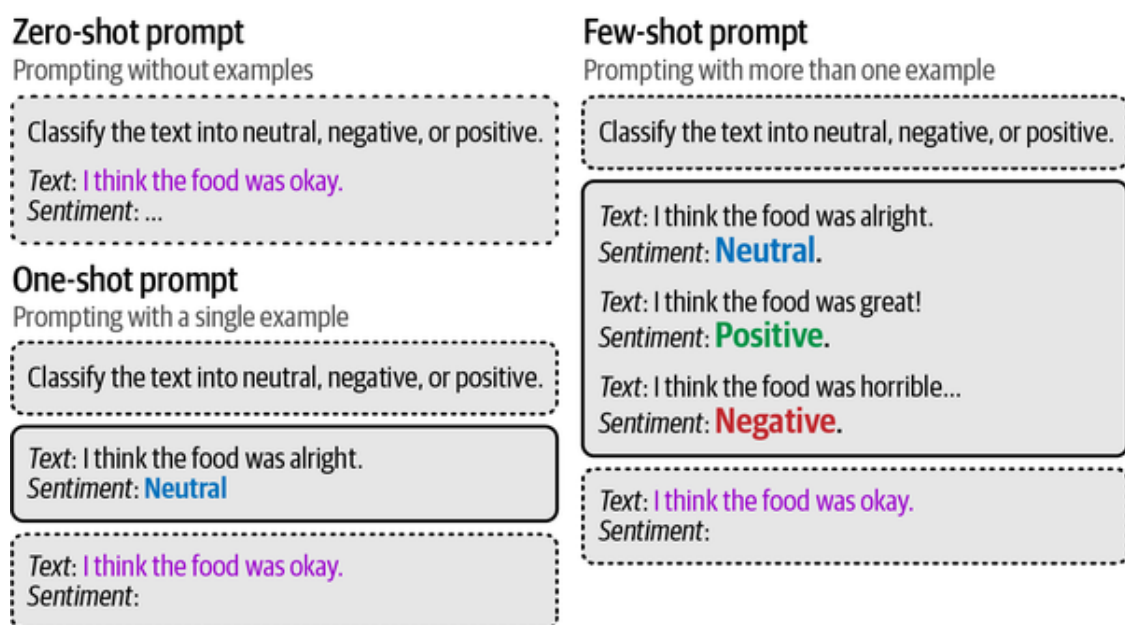 Zero-shot prompt
Prompting without examples
Classify the text into neutral, negative, or positive.
Text: I think the food was okay.
Sentiment: ...
One-shot prompt
Prompting with a single example
Classify the text into neutral, negative, or positive.
Text: I think the food was alright.
Sentiment: Neutral
Text: I think the food was okay.
Sentiment:
Few-shot prompt
Prompting with more than one example
Classify the text into neutral, negative, or positive.
Text: I think the food was alright.
Sentiment: Neutral.
Text: I think the food was great!
Sentiment: Positive.
Text: I think the food was horrible...
Sentiment: Negative.
Text: I think the food was okay.
Sentiment: